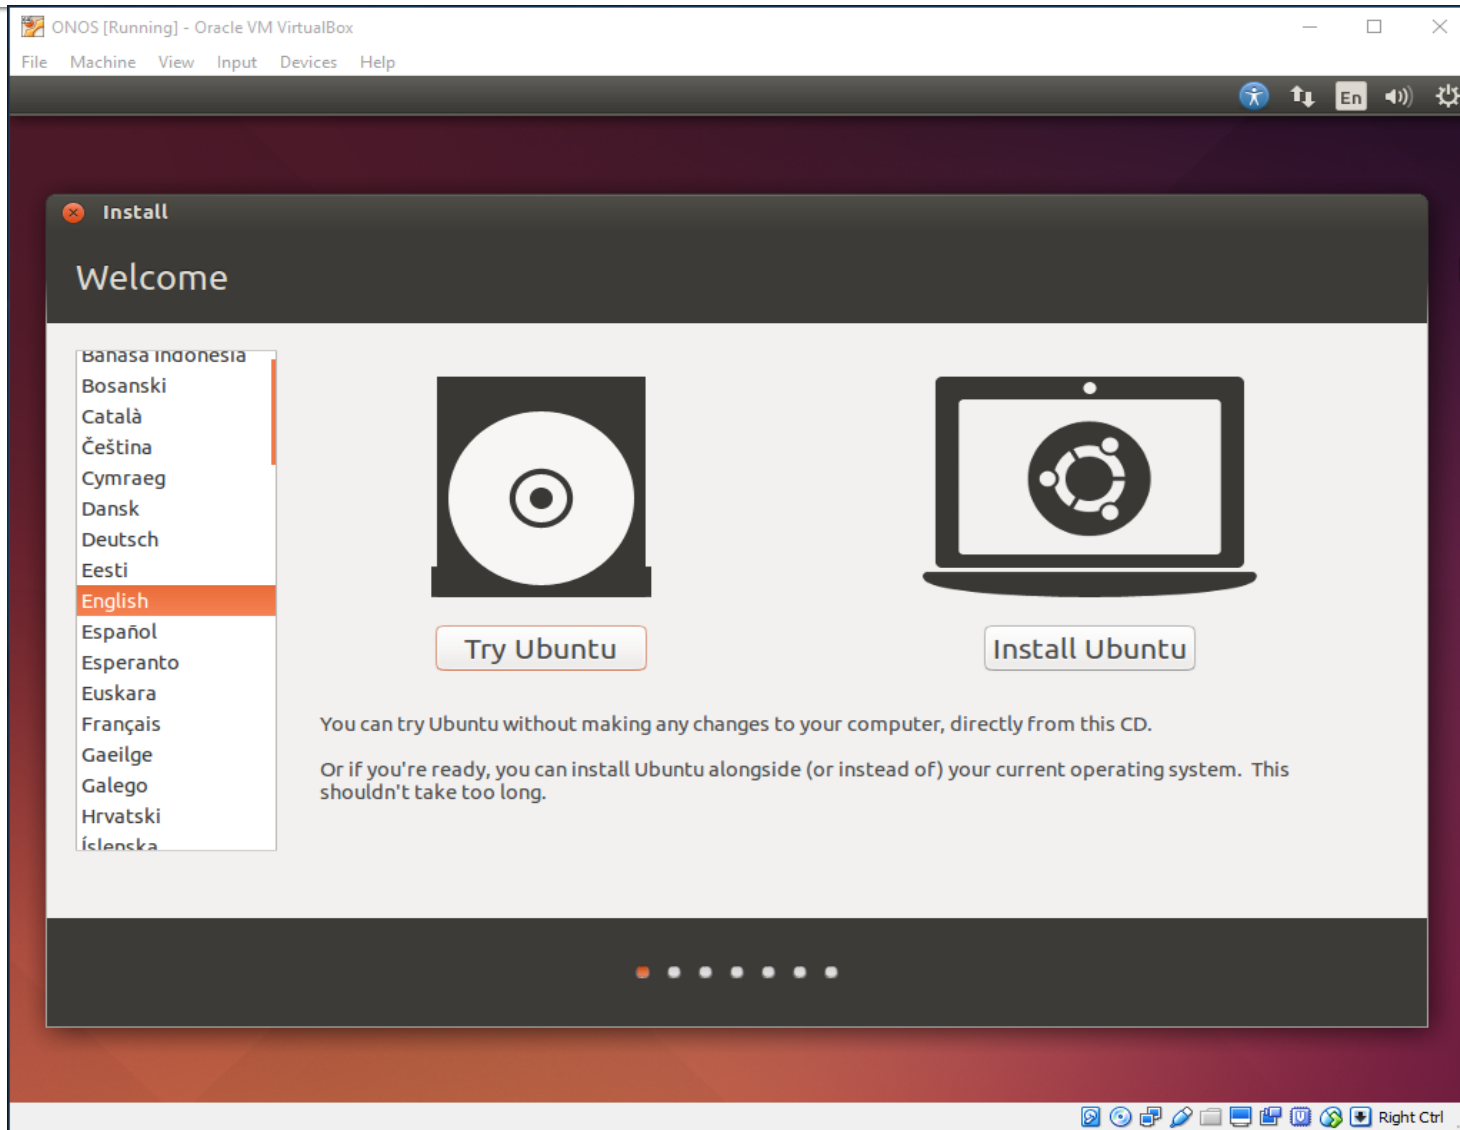 ONOS [Running] - Oracle VM VirtualBox
File Machine View Input Devices Help
En
Install
Welcome
Bahasa Indonesia
Bosanski
Català
Čeština
Cymraeg
Dansk
Deutsch
Eesti
English
Español
Esperanto
Euskara
Français
Gaeilge
Galego
Hrvatski
Íslenska
Try Ubuntu
Install Ubuntu
You can try Ubuntu without making any changes to your computer, directly from this CD.
Or if you're ready, you can install Ubuntu alongside (or instead of) your current operating system. This
shouldn't take too long.
Right Ctrl